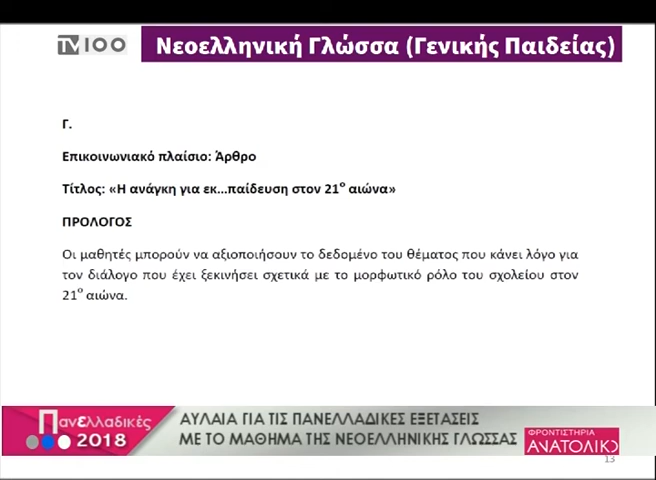 TV100
Νεοελληνική Γλώσσα (Γενικής Παιδείας)
Γ.
Επικοινωνιακό πλαίσιο: Άρθρο
Τίτλος: «Η ανάγκη για εκ...παίδευση στον 21ο αιώνα»
ΠΡΟΛΟΓΟΣ
Οι μαθητές μπορούν να αξιοποιήσουν το δεδομένο του θέματος που κάνει λόγο για
τον διάλογο που έχει ξεκινήσει σχετικά με το μορφωτικό ρόλο του σχολείου στον
21ο αιώνα.
Πανελλαδικές
2018
ΑΥΛΑΙΑ ΓΙΑ ΤΙΣ ΠΑΝΕΛΛΑΔΙΚΕΣ ΕΞΕΤΑΣΕΙΣ
ΜΕ ΤΟ ΜΑΘΗΜΑ ΤΗΣ ΝΕΟΕΛΛΗΝΙΚΗΣ ΓΛΩΣΣΑΣ
ΦΡΟΝΤΙΣΤΗΡΙΑ
ΑΝΑΤΟΛΙΚΟ
13